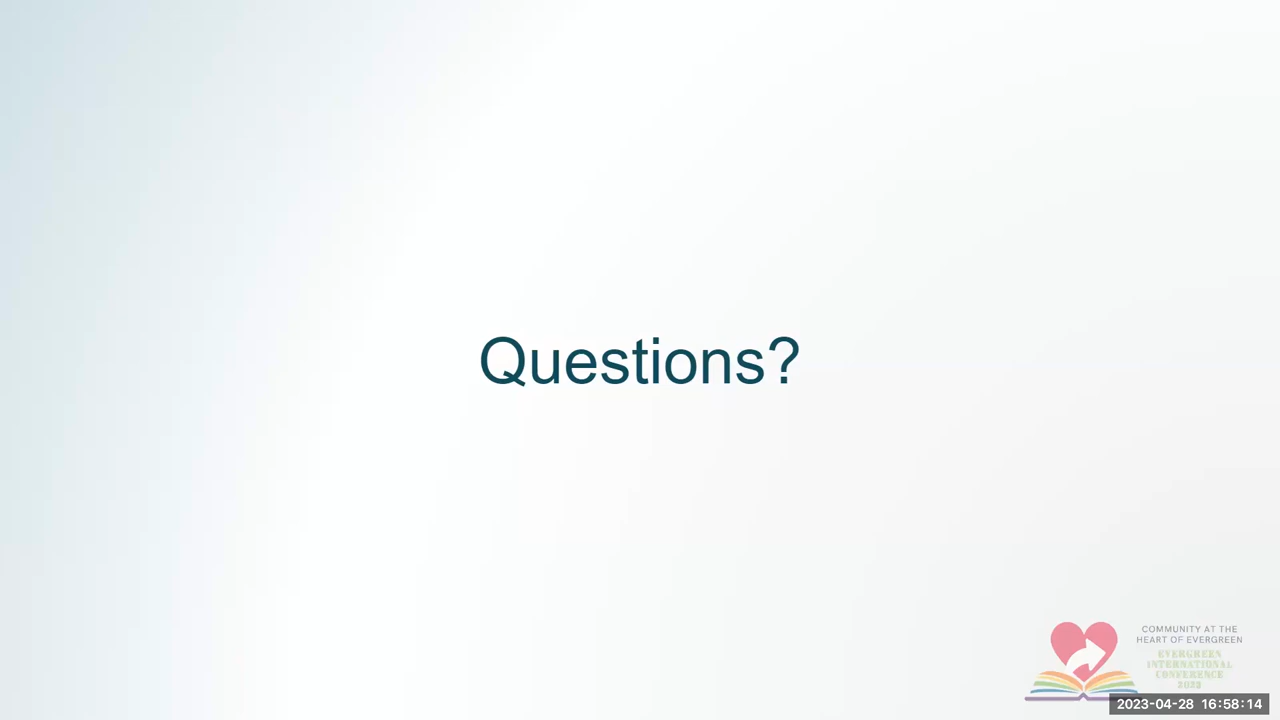 Questions?
COMMUNITY AT THE
HEART OF EVERGREEN
EVERGREEN
INTERNATIONAL
CONFERENCE
2023
2023-04-28 16:58:14